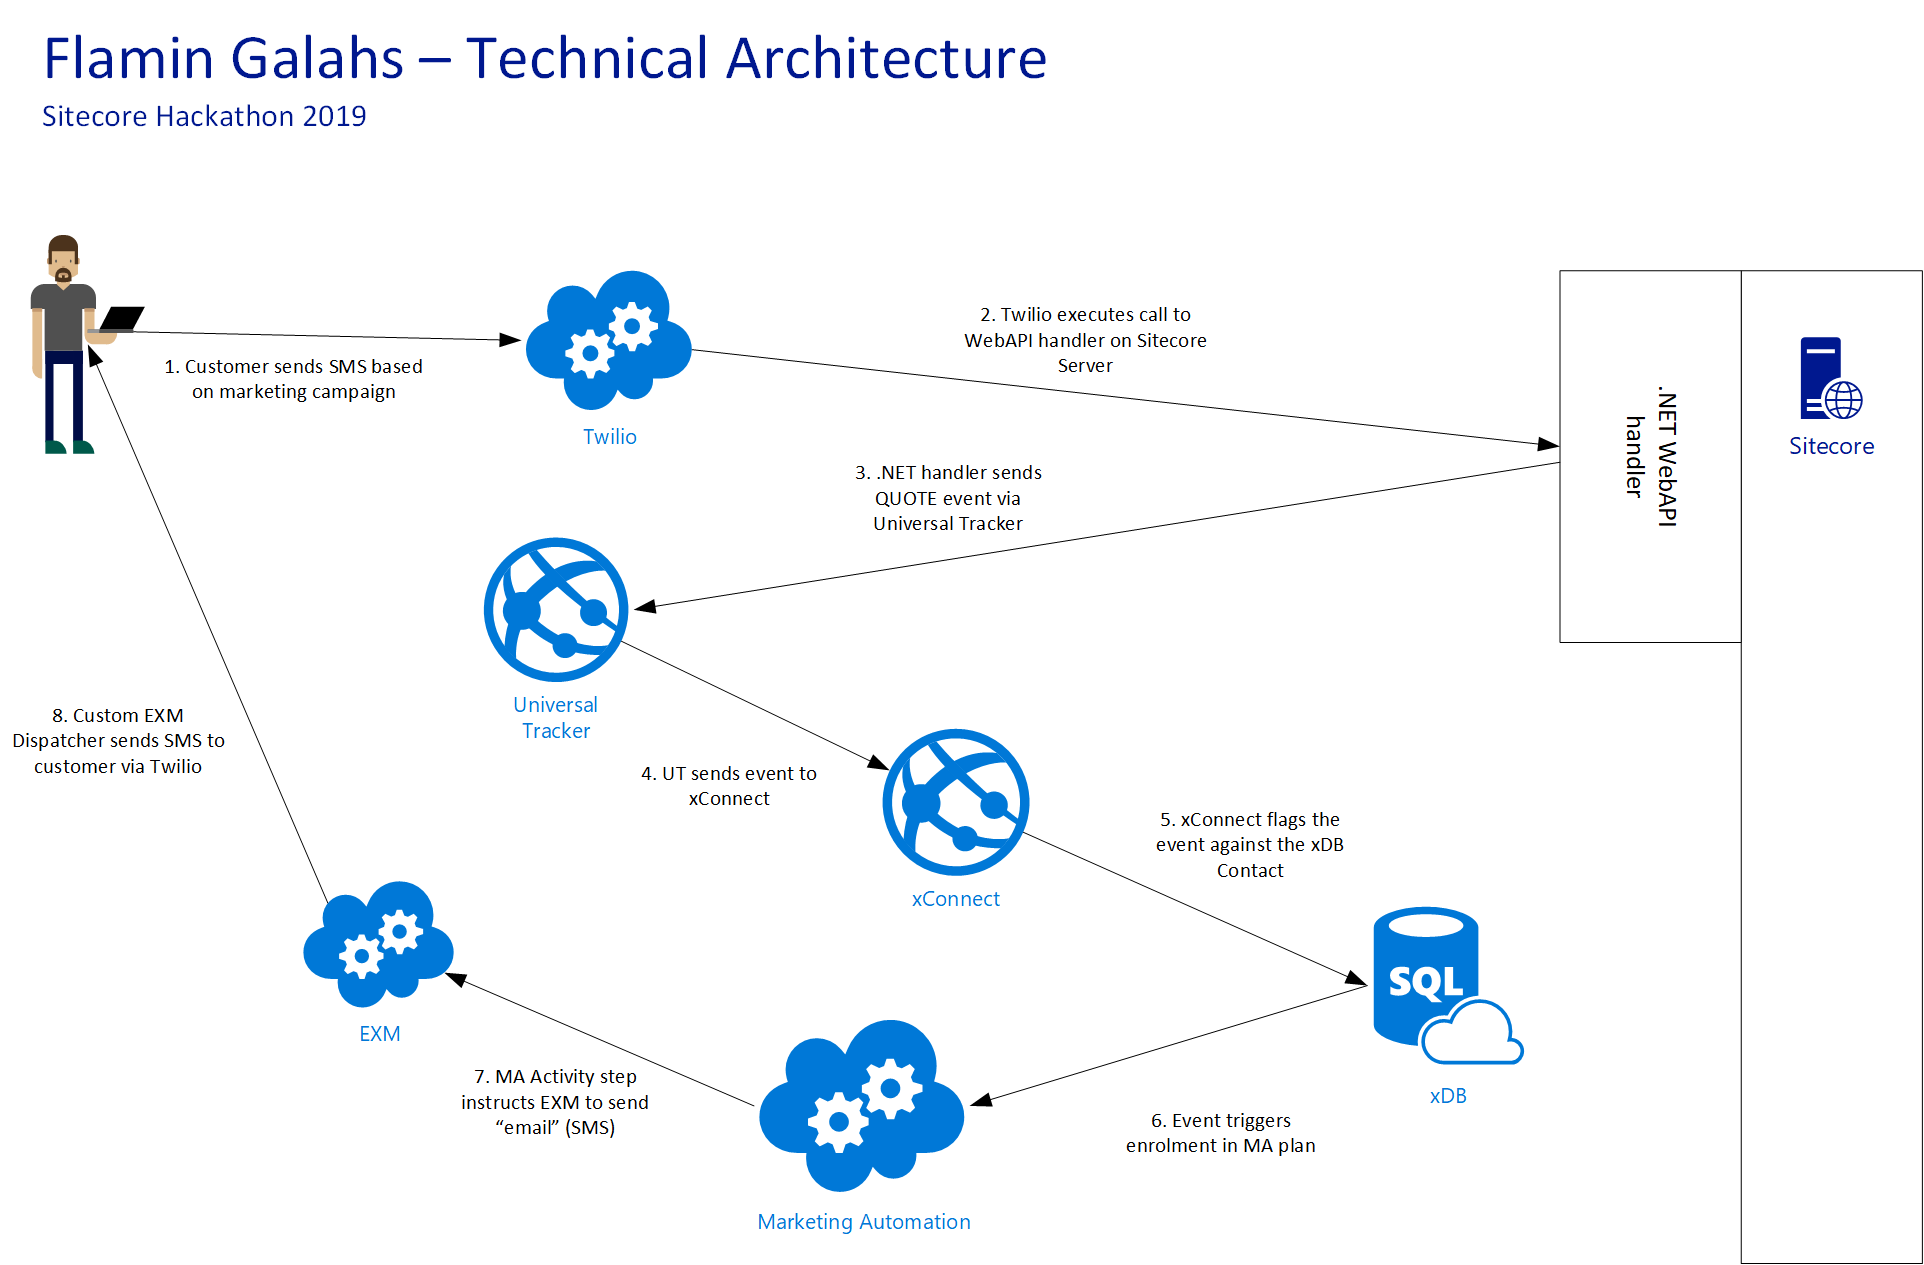 Flamin Galahs – Technical Architecture
Sitecore Hackathon 2019
1. Customer sends SMS based
on marketing campaign
Twilio
2. Twilio executes call to
WebAPI handler on Sitecore
Server
.NET WebAPI
handler
Sitecore
3. .NET handler sends
QUOTE event via
Universal Tracker
Universal
Tracker
4. UT sends event to
xConnect
xConnect
5. xConnect flags the
event against the xDB
Contact
SQL
xDB
6. Event triggers
enrolment in MA plan
Marketing Automation
7. MA Activity step
instructs EXM to send
“email” (SMS)
EXM
8. Custom EXM
Dispatcher sends SMS to
customer via Twilio